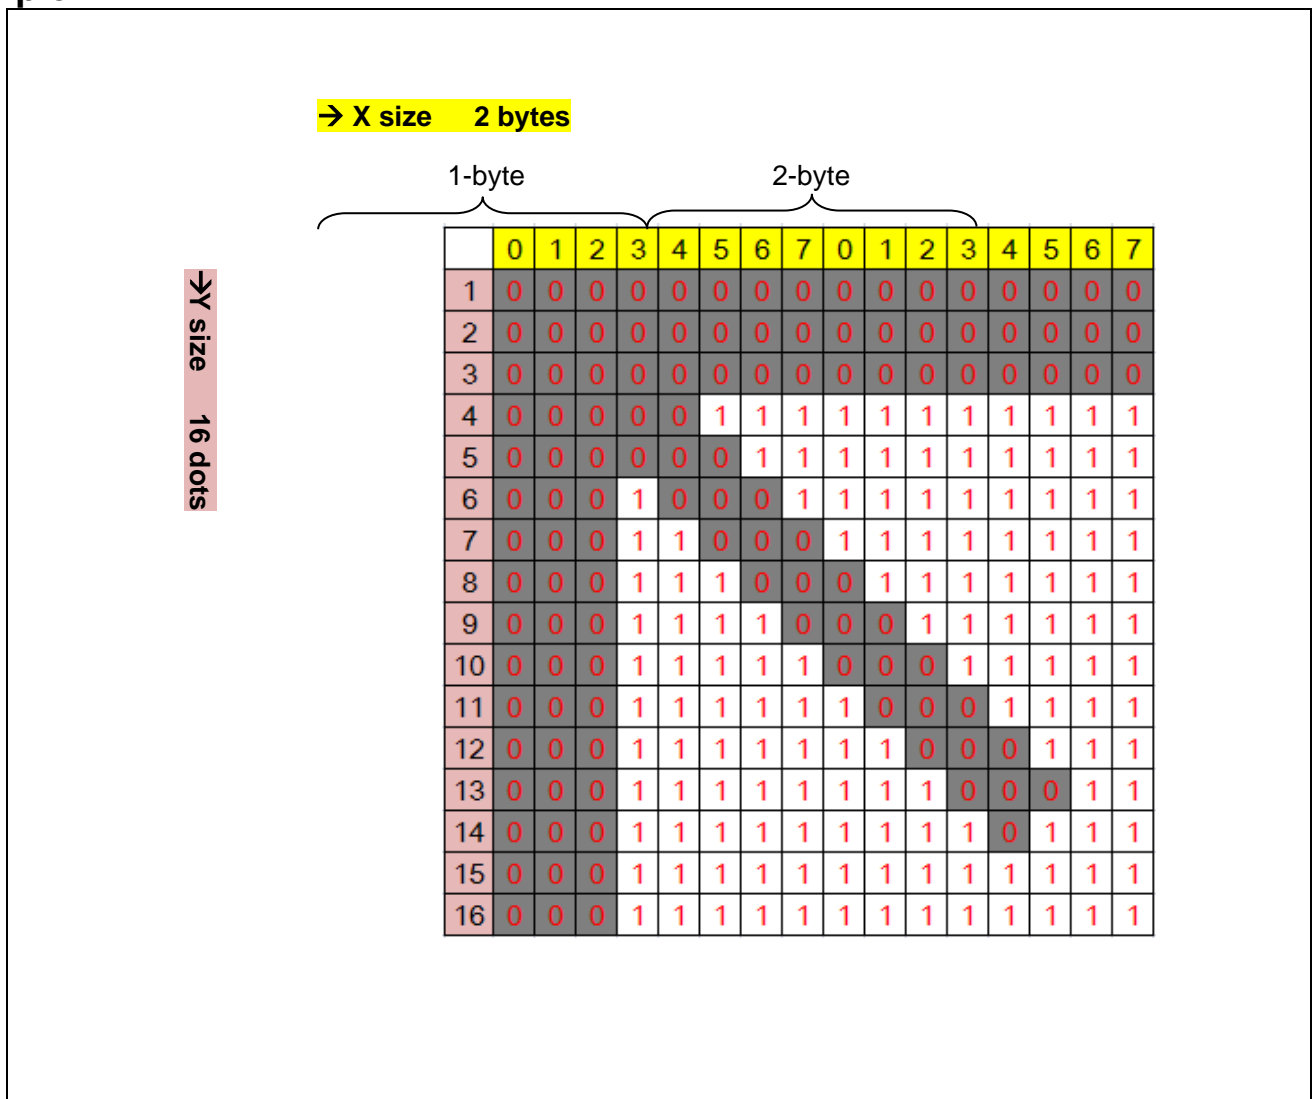 → X size 2 bytes
1-byte 2-byte
0 1 2 3 4 5 6 7 0 1 2 3 4 5 6 7
→Y size 16 dots
1 0 0 0 0 0 0 0 0 0 0 0 0 0 0 0 0
2 0 0 0 0 0 0 0 0 0 0 0 0 0 0 0 0
3 0 0 0 0 0 0 0 0 0 0 0 0 0 0 0 0
4 0 0 0 0 0 1 1 1 1 1 1 1 1 1 1 1
5 0 0 0 0 0 0 1 1 1 1 1 1 1 1 1 1
6 0 0 0 1 0 0 0 1 1 1 1 1 1 1 1 1
7 0 0 0 1 1 0 0 0 1 1 1 1 1 1 1 1
8 0 0 0 1 1 1 0 0 0 1 1 1 1 1 1 1
9 0 0 0 1 1 1 1 0 0 0 1 1 1 1 1 1
10 0 0 0 1 1 1 1 1 0 0 0 1 1 1 1 1
11 0 0 0 1 1 1 1 1 1 0 0 0 1 1 1 1
12 0 0 0 1 1 1 1 1 1 1 0 0 0 1 1 1
13 0 0 0 1 1 1 1 1 1 1 1 0 0 0 1 1
14 0 0 0 1 1 1 1 1 1 1 1 1 0 1 1 1
15 0 0 0 1 1 1 1 1 1 1 1 1 1 1 1 1
16 0 0 0 1 1 1 1 1 1 1 1 1 1 1 1 1